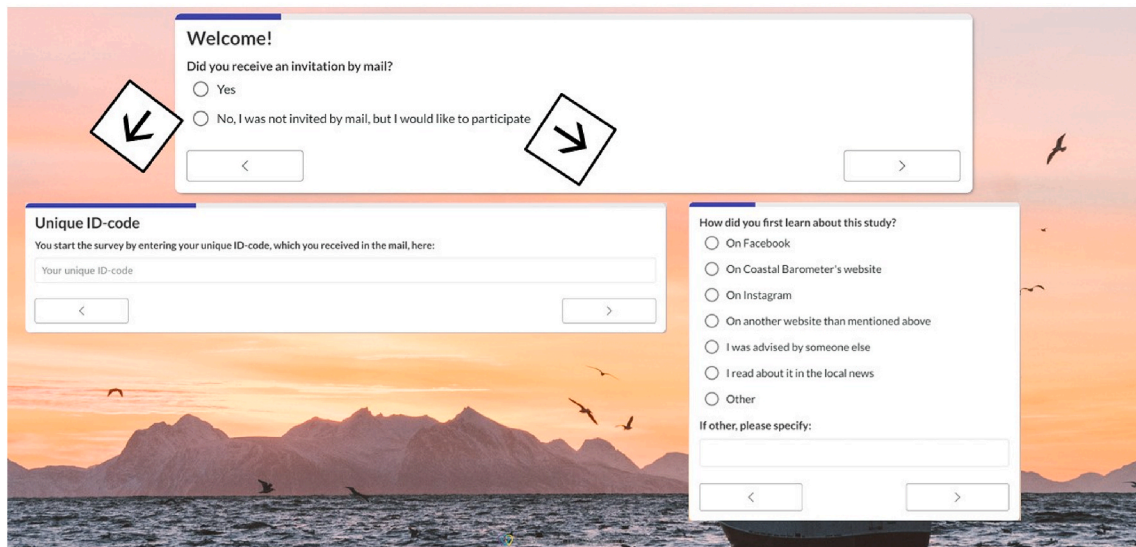 Welcome!
Did you receive an invitation by mail?
Yes
No, I was not invited by mail, but I would like to participate
Unique ID-code
You start the survey by entering your unique ID-code, which you received in the mail, here:
Your unique ID-code
How did you first learn about this study?
On Facebook
On Coastal Barometer's website
On Instagram
On another website than mentioned above
I was advised by someone else
I read about it in the local news
Other
If other, please specify: